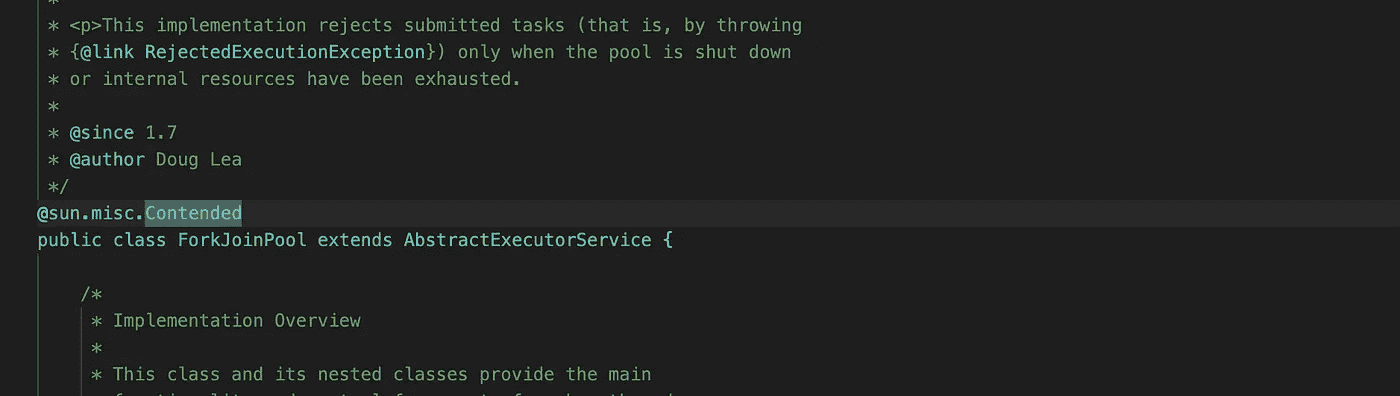 *
* <p>This implementation rejects submitted tasks (that is, by throwing
* {@link RejectedExecutionException}) only when the pool is shut down
* or internal resources have been exhausted.
*
* @since 1.7
* @author Doug Lea
*/
@sun.misc.Contended
public class ForkJoinPool extends AbstractExecutorService {
/*
* Implementation Overview
*
* This class and its nested classes provide the main